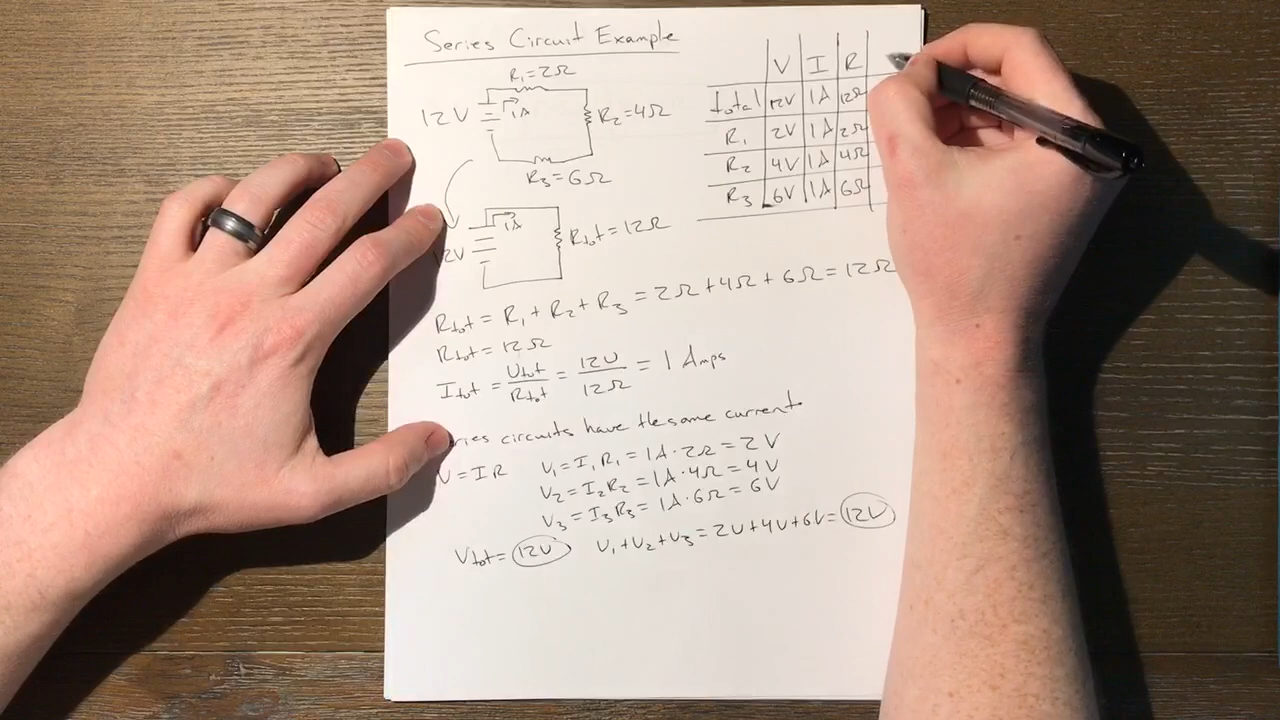 Series Circuit Example
R₁=2Ω
12V
1A
R₂=4Ω
R₃=6Ω
V I R
total 12V 1A 12Ω
R₁ 2V 1A 2Ω
R₂ 4V 1A 4Ω
R₃ 6V 1A 6Ω
12V
1A
Rtot=12Ω
Rtot = R₁ + R₂ + R₃ = 2Ω + 4Ω + 6Ω = 12Ω
Rtot = 12Ω
Itot = Vtot/Rtot = 12V/12Ω = 1 Amps
circuits have the same current
V=IR
V₁ = I₁R₁ = 1A·2Ω = 2V
V₂ = I₂R₂ = 1A·4Ω = 4V
V₃ = I₃R₃ = 1A·6Ω = 6V
Vtot = 12V V₁+V₂+V₃ = 2V+4V+6V = 12V